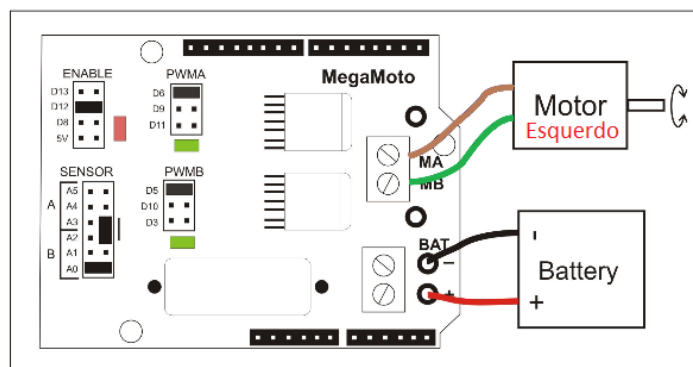 ENABLE
D13
D12
D8
5V
PWMA
D6
D9
D11
MegaMoto
Motor
Esquerdo
MA
MB
SENSOR
A
A5
A4
A3
B
A2
A1
A0
PWMB
D5
D10
D3
BAT
-
+
Battery
-
+